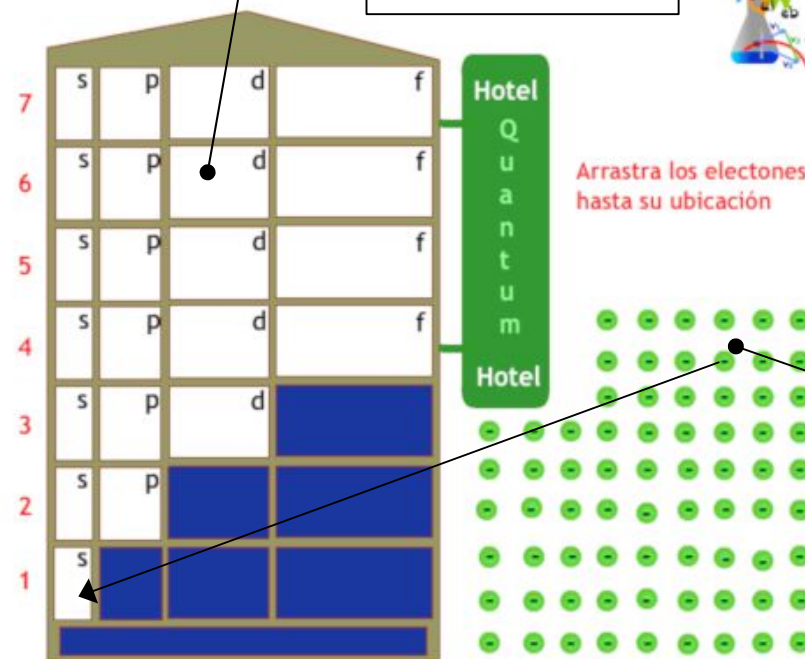 7 s p d f
6 s p d f
5 s p d f
4 s p d f
3 s p d
2 s p
1 s
Hotel
Q
u
a
n
t
u
m
Hotel
Arrastra los electones
hasta su ubicación